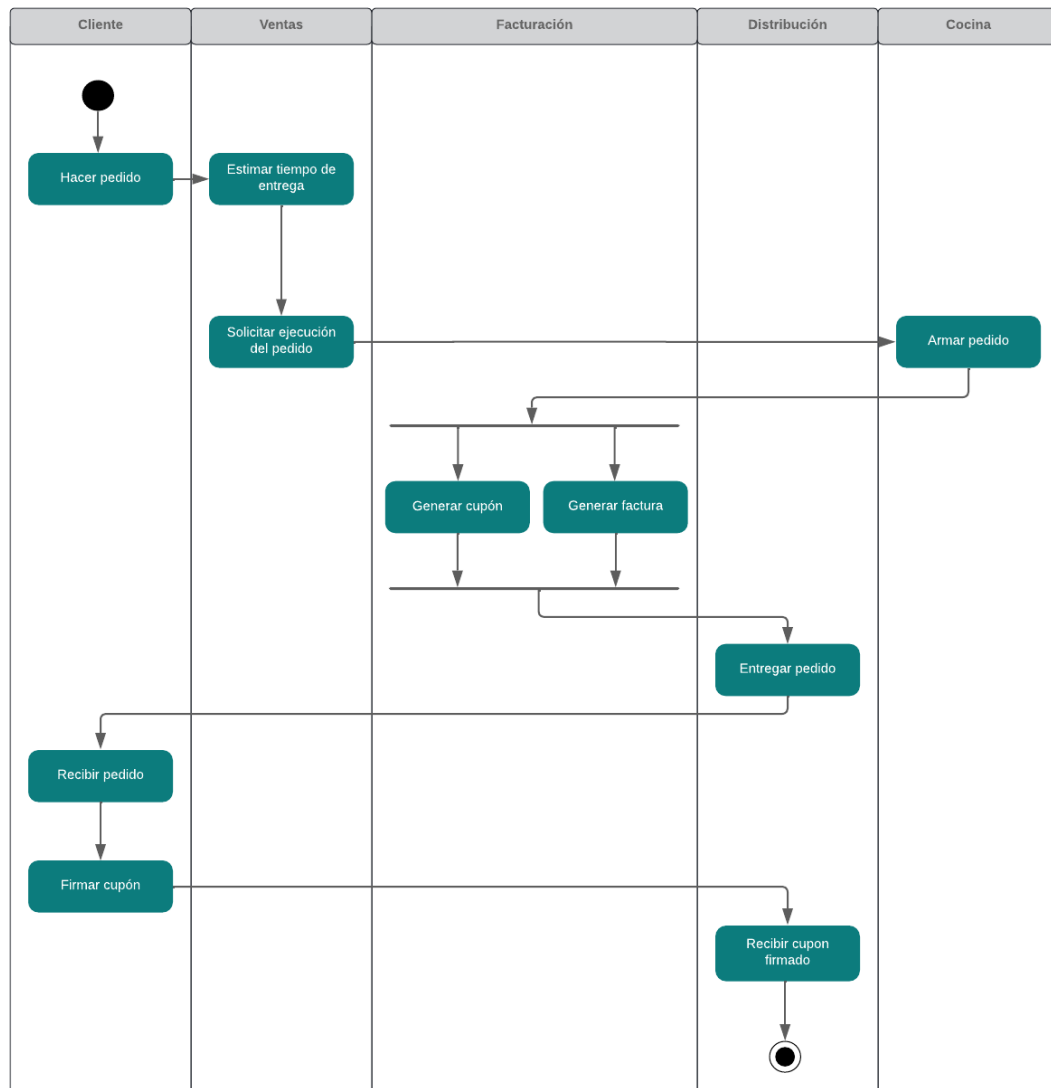 Cliente
Ventas
Facturación
Distribución
Cocina
Hacer pedido
Estimar tiempo de
entrega
Solicitar ejecución
del pedido
Armar pedido
Generar cupón
Generar factura
Entregar pedido
Recibir pedido
Firmar cupón
Recibir cupon
firmado